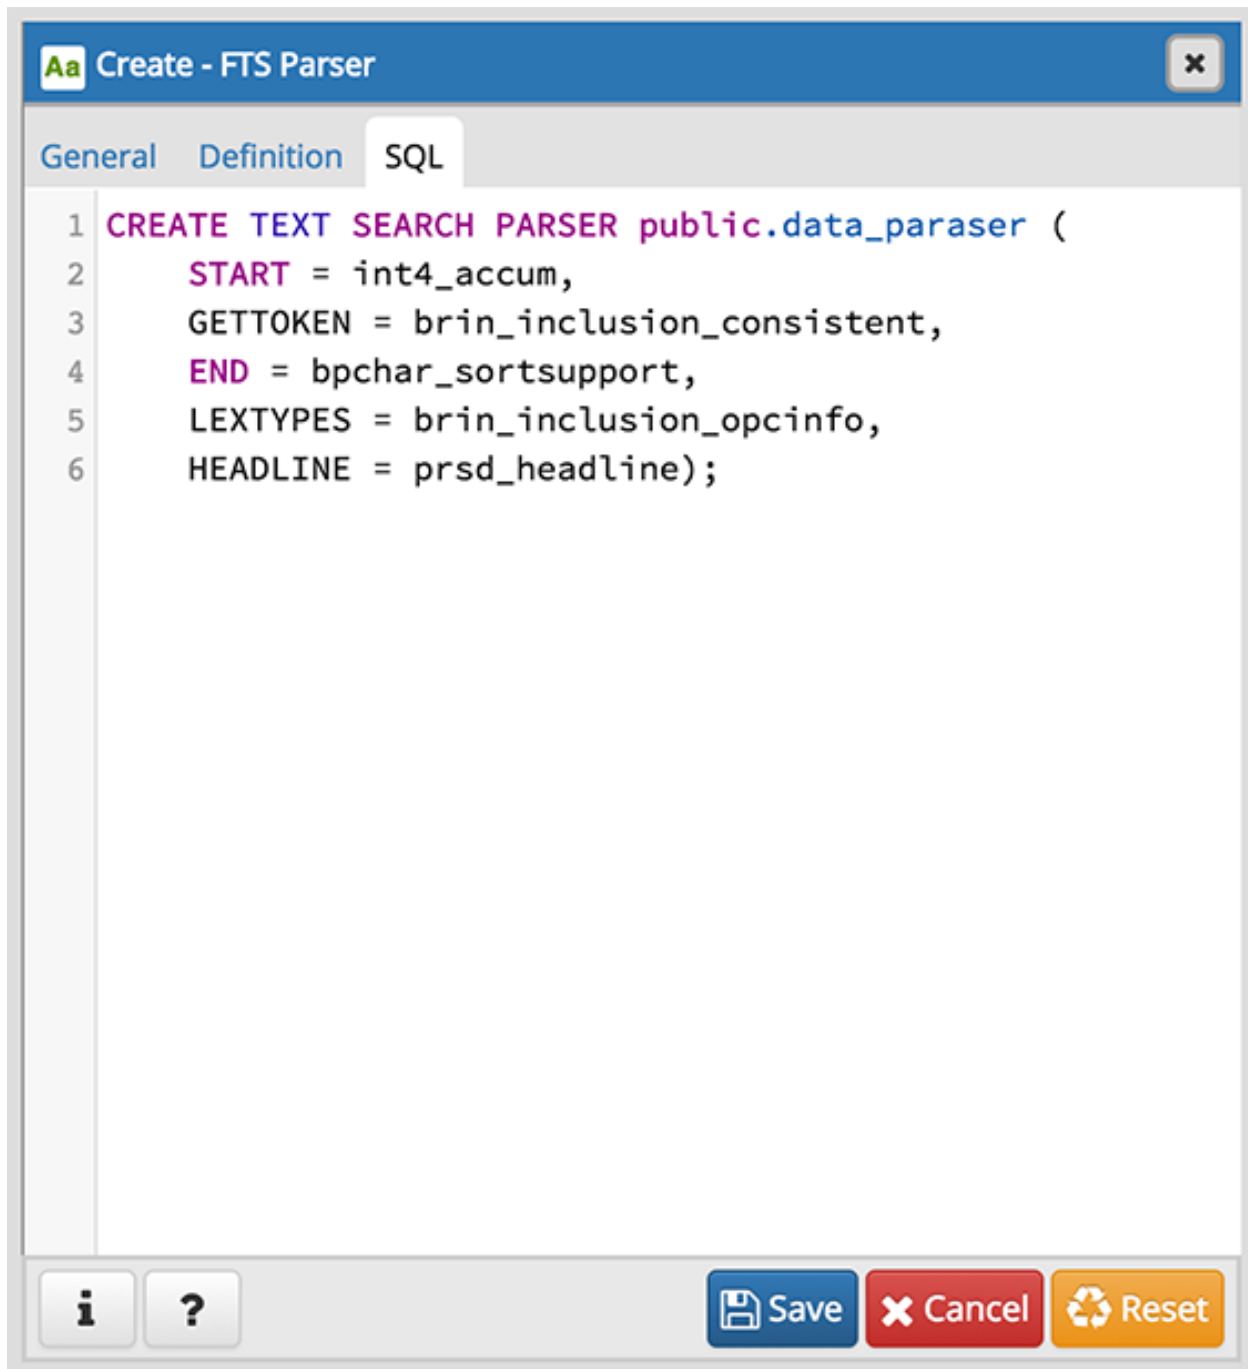 Aa Create - FTS Parser
General Definition SQL
1 CREATE TEXT SEARCH PARSER public.data_paraser (
2 START = int4_accum,
3 GETTOKEN = brin_inclusion_consistent,
4 END = bpchar_sortsupport,
5 LEXTYPES = brin_inclusion_opcinfo,
6 HEADLINE = prsd_headline);
i ? Save Cancel Reset